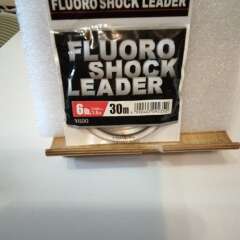 FLUORO SHOCK LEADER
FLUORO
SHOCK
LEADER
6lb. 30m